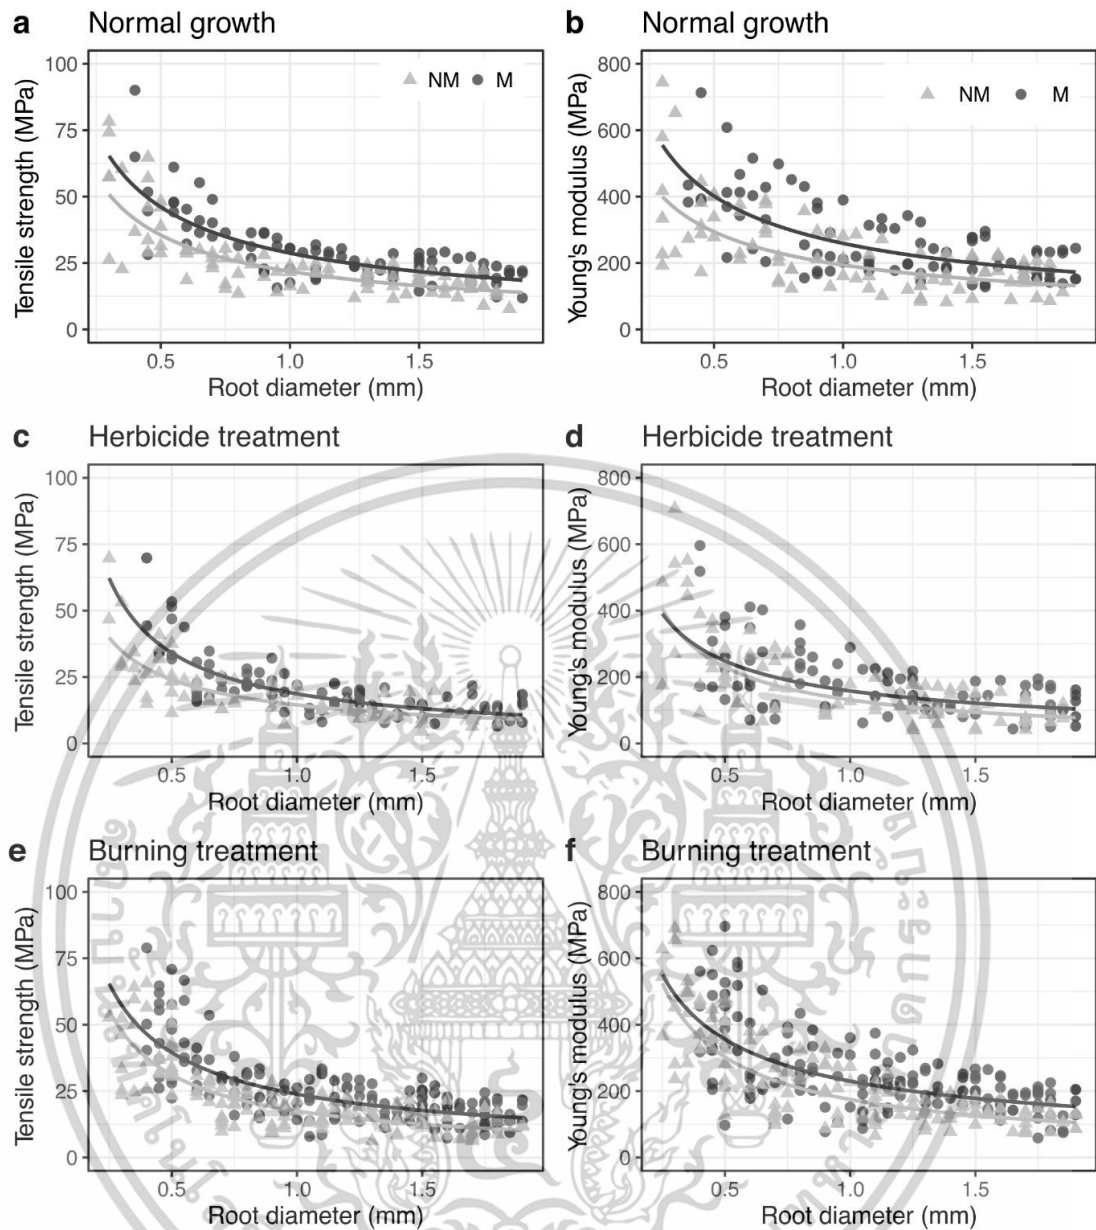 a Normal growth
b Normal growth
Tensile strength (MPa)
100
75
50
25
0
NM M
0.5 1.0 1.5
Root diameter (mm)
Young's modulus (MPa)
800
600
400
200
0
NM M
0.5 1.0 1.5
Root diameter (mm)
c Herbicide treatment
d Herbicide treatment
Tensile strength (MPa)
100
75
50
25
0
0.5 1.0 1.5
Root diameter (mm)
Young's modulus (MPa)
800
600
400
200
0
0.5 1.0 1.5
Root diameter (mm)
e Burning treatment
f Burning treatment
Tensile strength (MPa)
100
75
50
25
0
0.5 1.0 1.5
Root diameter (mm)
Young's modulus (MPa)
800
600
400
200
0
0.5 1.0 1.5
Root diameter (mm)